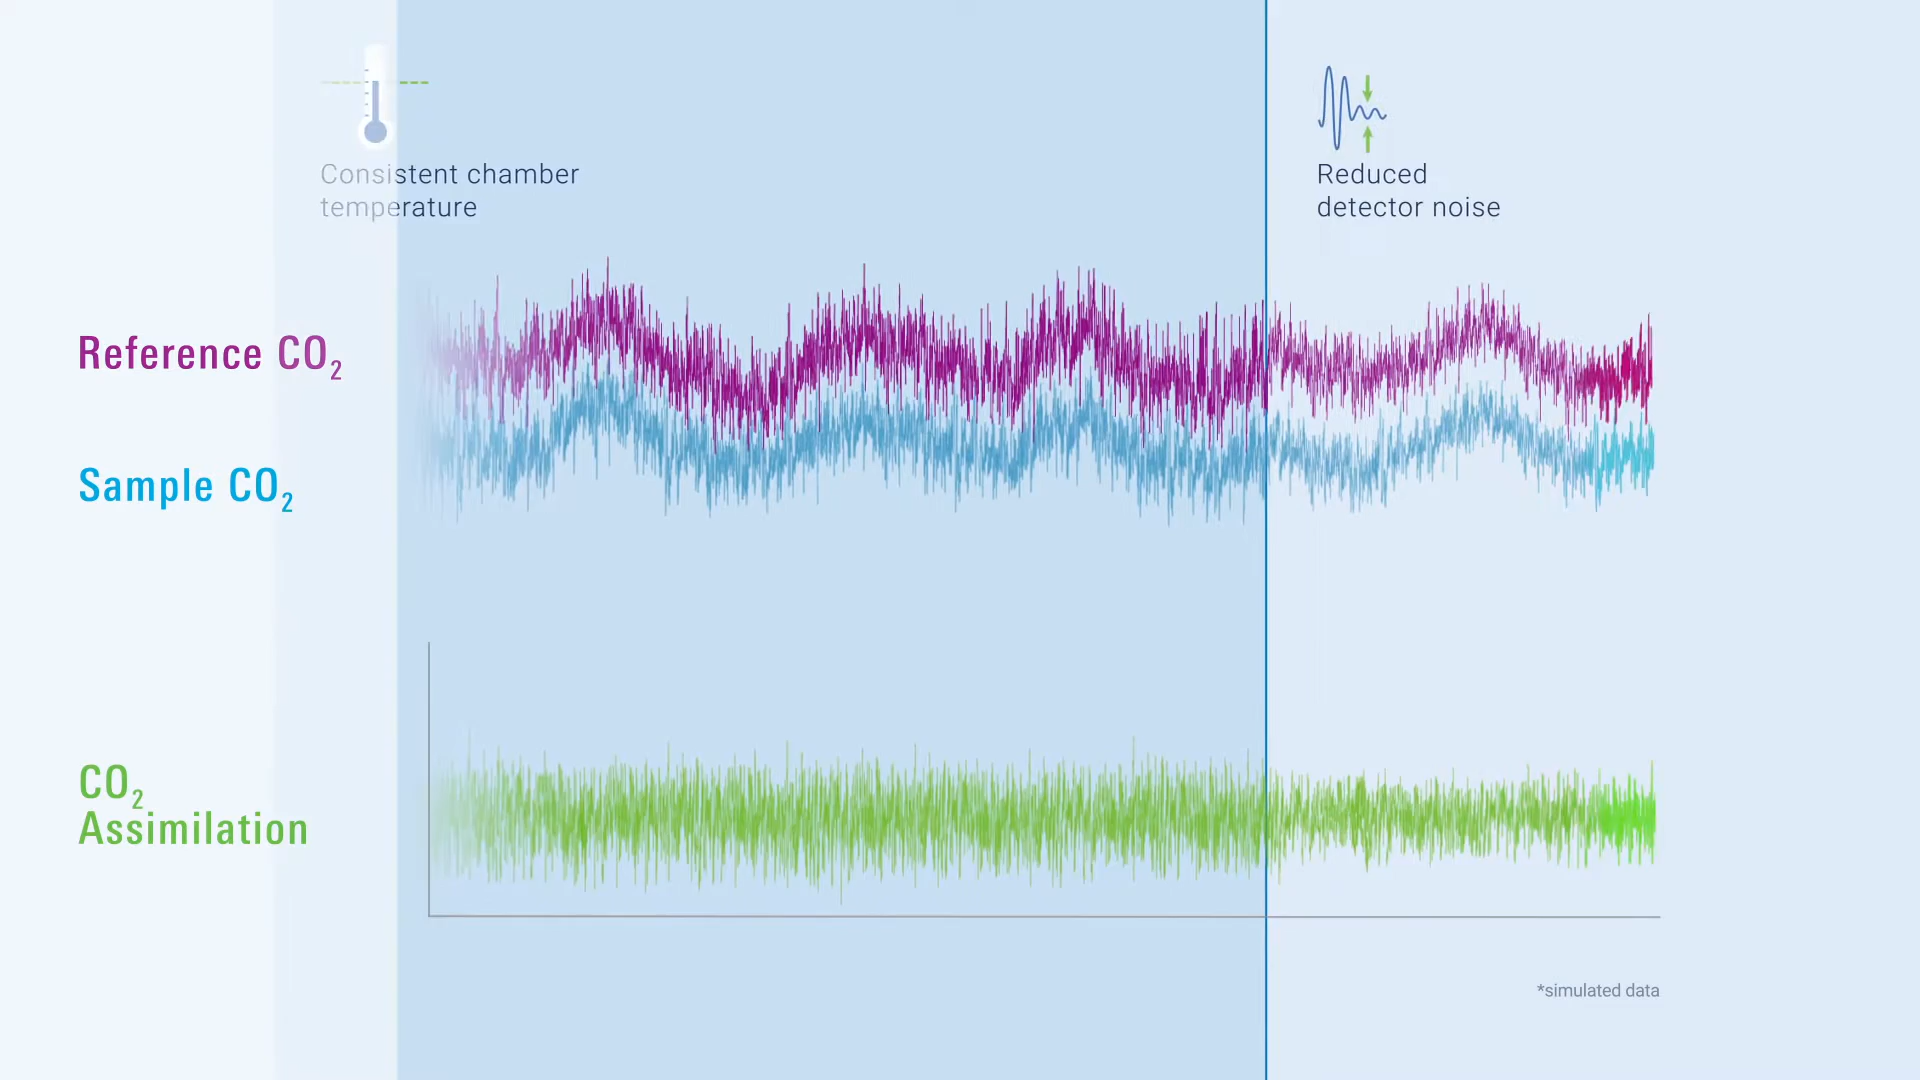 Consistent chamber
temperature
Reduced
detector noise
Reference CO₂
Sample CO₂
CO₂
Assimilation
*simulated data